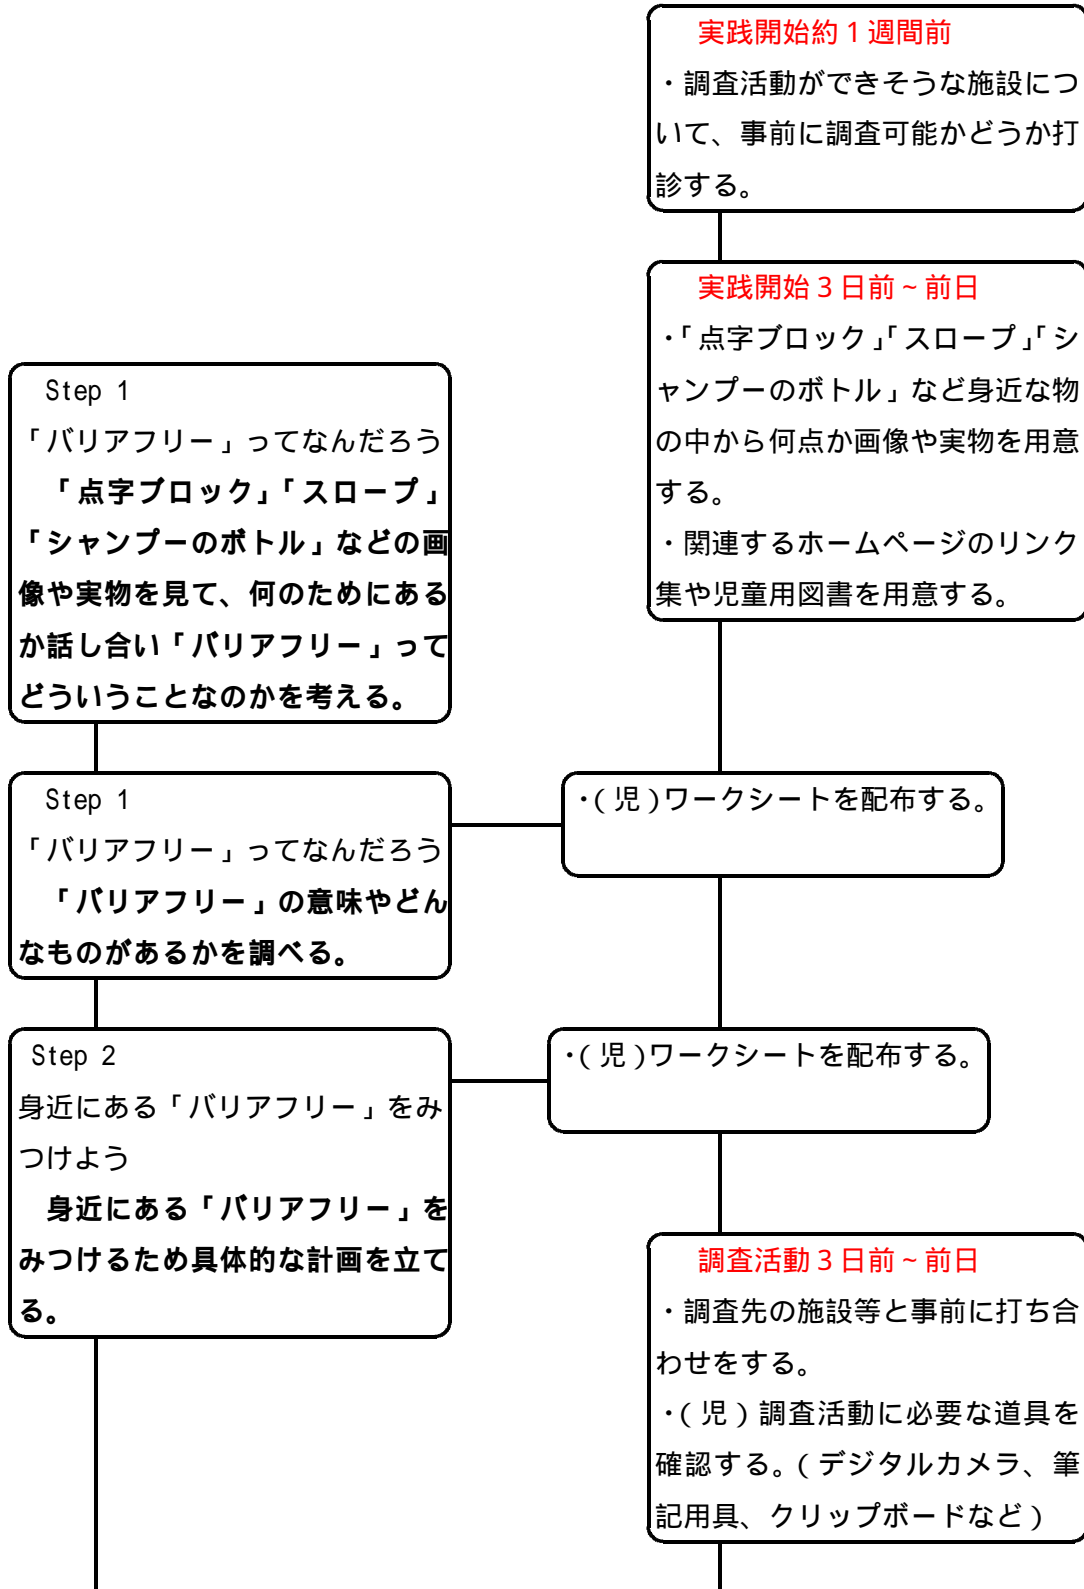 実践開始約１週間前
・調査活動ができそうな施設につ
いて、事前に調査可能かどうか打
診する。
実践開始３日前~前日
・「点字ブロック」「スロープ」「シ
ャンプーのボトル」など身近な物
の中から何点か画像や実物を用意
する。
・関連するホームページのリンク
集や児童用図書を用意する。
Step 1
「バリアフリー」ってなんだろう
「点字ブロック」「スロープ」
「シャンプーのボトル」などの画
像や実物を見て、何のためにある
か話し合い「バリアフリー」って
どういうことなのかを考える。
Step 1
「バリアフリー」ってなんだろう
「バリアフリー」の意味やどん
なものがあるかを調べる。
・(児)ワークシートを配布する。
Step 2
身近にある「バリアフリー」をみ
つけよう
身近にある「バリアフリー」を
みつけるため具体的な計画を立て
る。
・(児)ワークシートを配布する。
調査活動３日前~前日
・調査先の施設等と事前に打ち合
わせをする。
・(児)調査活動に必要な道具を
確認する。(デジタルカメラ、筆
記用具、クリップボードなど)